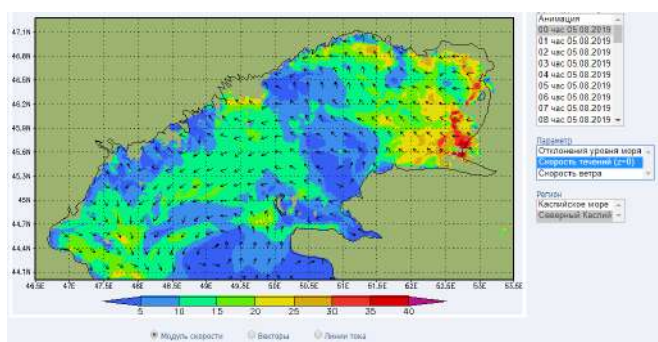 Анимация
00 час 05.08.2019
01 час 05.08.2019
02 час 05.08.2019
03 час 05.08.2019
04 час 05.08.2019
05 час 05.08.2019
06 час 05.08.2019
07 час 05.08.2019
08 час 05.08.2019
Параметр
Отклонения уровня моря
Скорость течений (z=0)
Скорость ветра
Регион
Каспийское море
Северный Каспий
47.1N
46.8N
46.5N
46.2N
45.9N
45.6N
45.3N
45N
44.7N
44.4N
44.1N
46.5E 47E 47.5E 48E 48.5E 49E 49.5E 50E 50.5E 51E 51.5E 52E 52.5E 53E 53.5E
5 10 15 20 25 30 35 40
Модуль скорости Векторы Линии тока